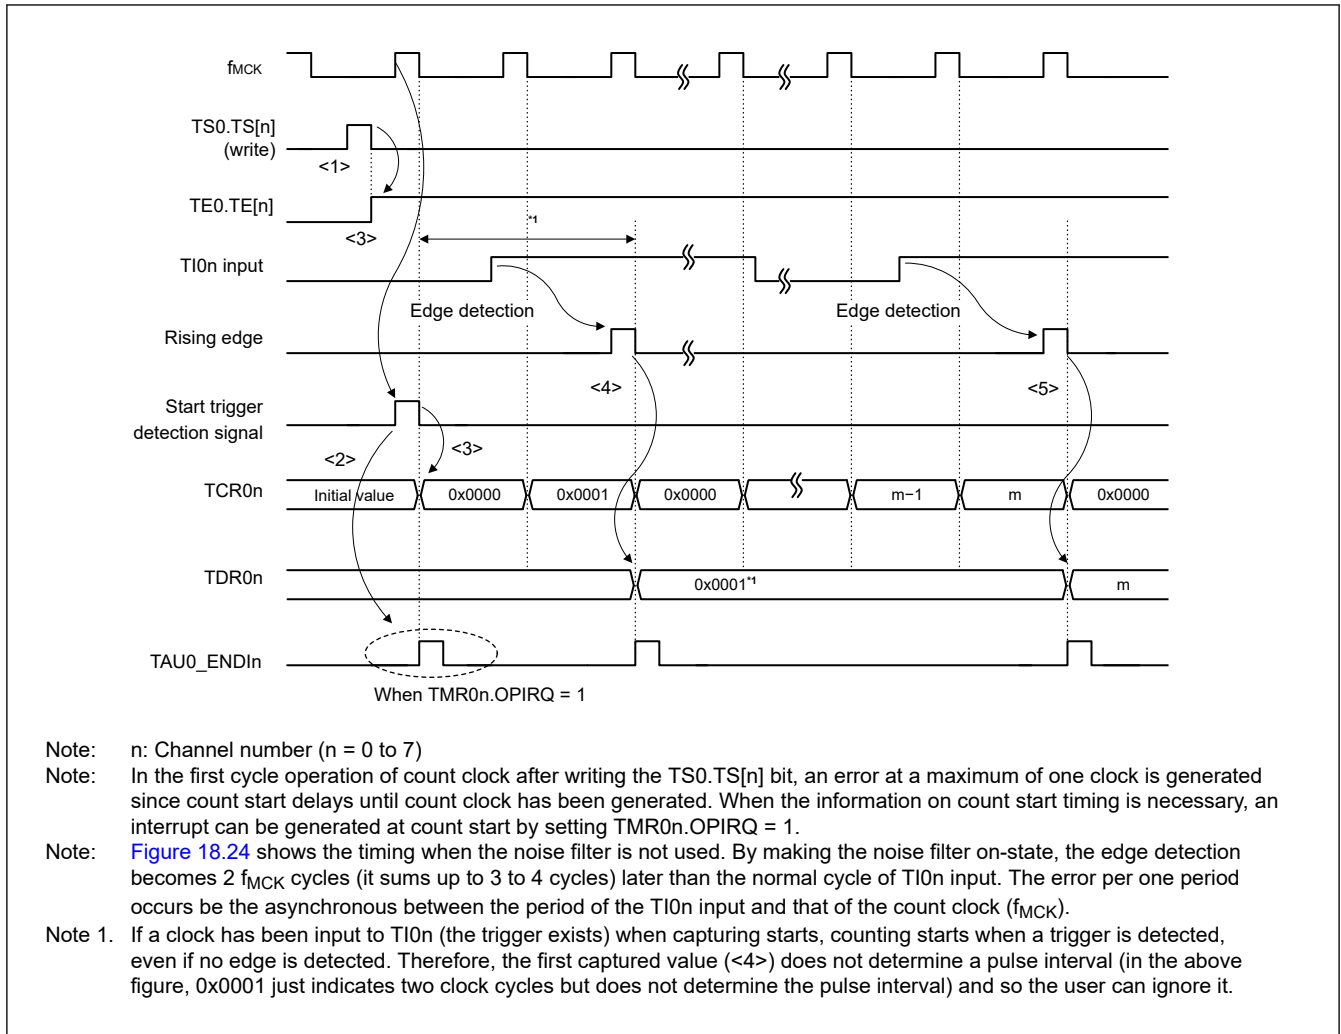 fMCK
TS0.TS[n]
(write)
<1>
TE0.TE[n]
<3>
*1
TI0n input
Edge detection
Edge detection
Rising edge
<4>
<5>
Start trigger
detection signal
<2>
<3>
TCR0n
Initial value
0x0000
0x0001
0x0000
m−1
m
0x0000
TDR0n
0x0001*1
m
TAU0_ENDIn
When TMR0n.OPIRQ = 1
Note: n: Channel number (n = 0 to 7)
Note: In the first cycle operation of count clock after writing the TS0.TS[n] bit, an error at a maximum of one clock is generated
since count start delays until count clock has been generated. When the information on count start timing is necessary, an
interrupt can be generated at count start by setting TMR0n.OPIRQ = 1.
Note: Figure 18.24 shows the timing when the noise filter is not used. By making the noise filter on-state, the edge detection
becomes 2 fMCK cycles (it sums up to 3 to 4 cycles) later than the normal cycle of TI0n input. The error per one period
occurs be the asynchronous between the period of the TI0n input and that of the count clock (fMCK).
Note 1. If a clock has been input to TI0n (the trigger exists) when capturing starts, counting starts when a trigger is detected,
even if no edge is detected. Therefore, the first captured value (<4>) does not determine a pulse interval (in the above
figure, 0x0001 just indicates two clock cycles but does not determine the pulse interval) and so the user can ignore it.